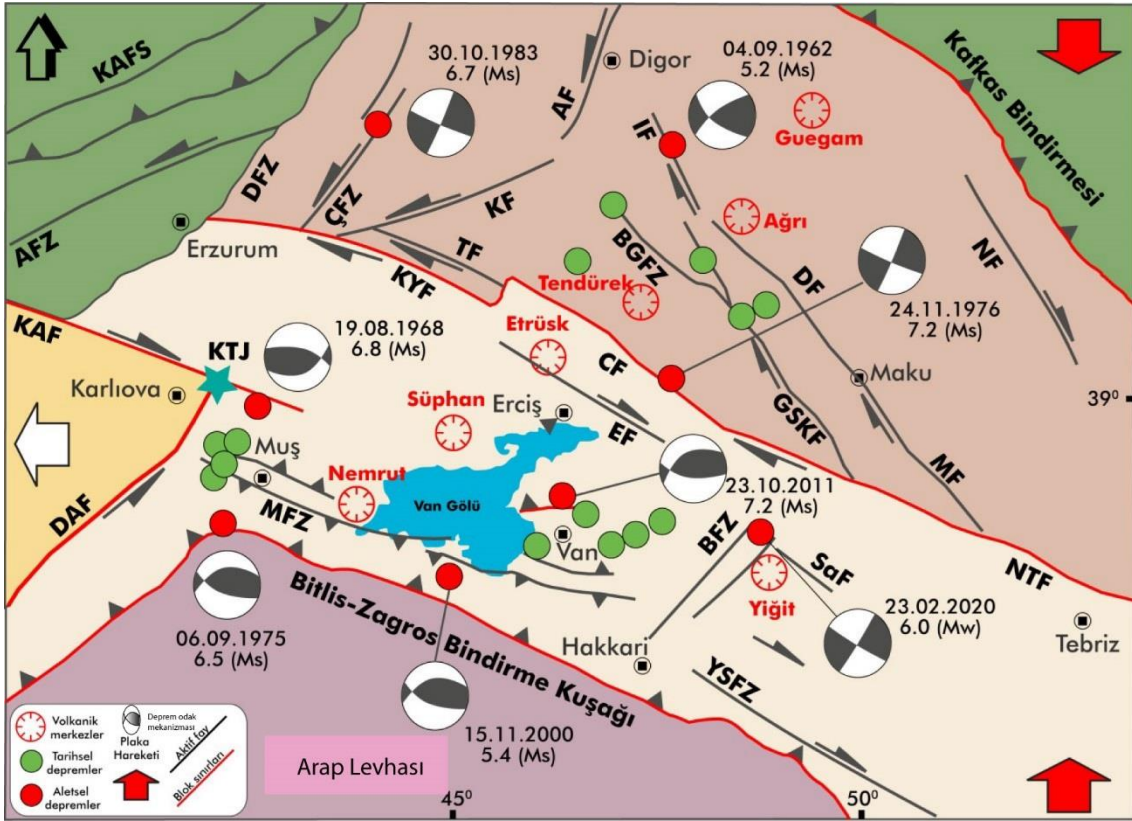 KAFS
30.10.1983
6.7 (Ms)
AF
Digor
04.09.1962
5.2 (Ms)
Kafkas Bindirmesi
Guegam
IF
DFZ
ÇFZ
KF
AFZ
Erzurum
TF
KYF
BGFZ
Ağrı
Tendürek
DF
NF
24.11.1976
7.2 (Ms)
KAF
KTJ
19.08.1968
6.8 (Ms)
Etrüsk
CF
Karlıova
Süphan
Erciş
EF
GSKF
Maku
39⁰
MF
Muş
Nemrut
Van Gölü
23.10.2011
7.2 (Ms)
DAF
MFZ
Van
BFZ
SaF
NTF
Yiğit
06.09.1975
6.5 (Ms)
Bitlis-Zagros Bindirme Kuşağı
Hakkari
23.02.2020
6.0 (Mw)
Tebriz
YSFZ
15.11.2000
5.4 (Ms)
Arap Levhası
45⁰
50⁰
Volkanik
merkezler
Tarihsel
depremler
Aletsel
depremler
Deprem odak
mekanizması
Plaka
Hareketi
Aktif fay
Blok sınırları